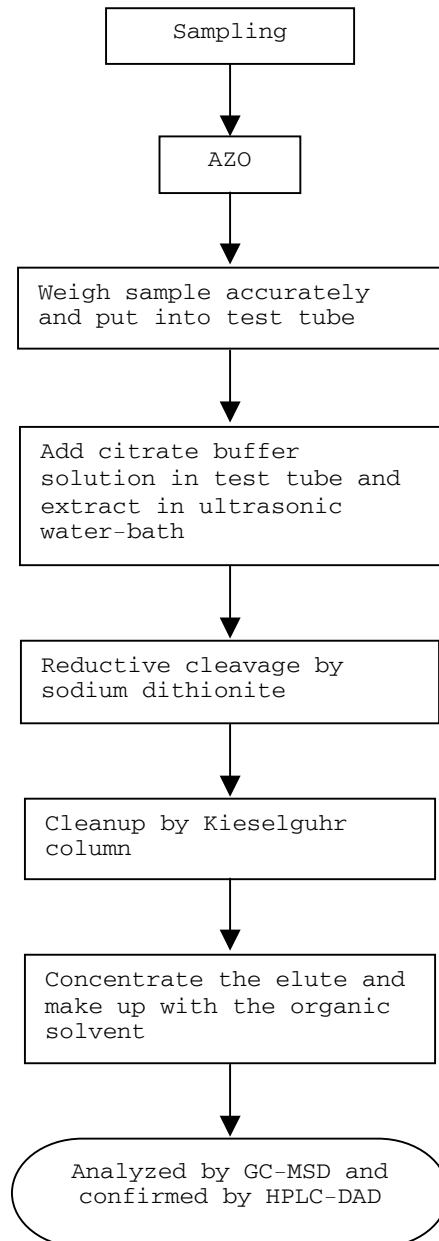 Sampling
AZO
Weigh sample accurately
and put into test tube
Add citrate buffer
solution in test tube and
extract in ultrasonic
water-bath
Reductive cleavage by
sodium dithionite
Cleanup by Kieselguhr
column
Concentrate the elute and
make up with the organic
solvent
Analyzed by GC-MSD and
confirmed by HPLC-DAD